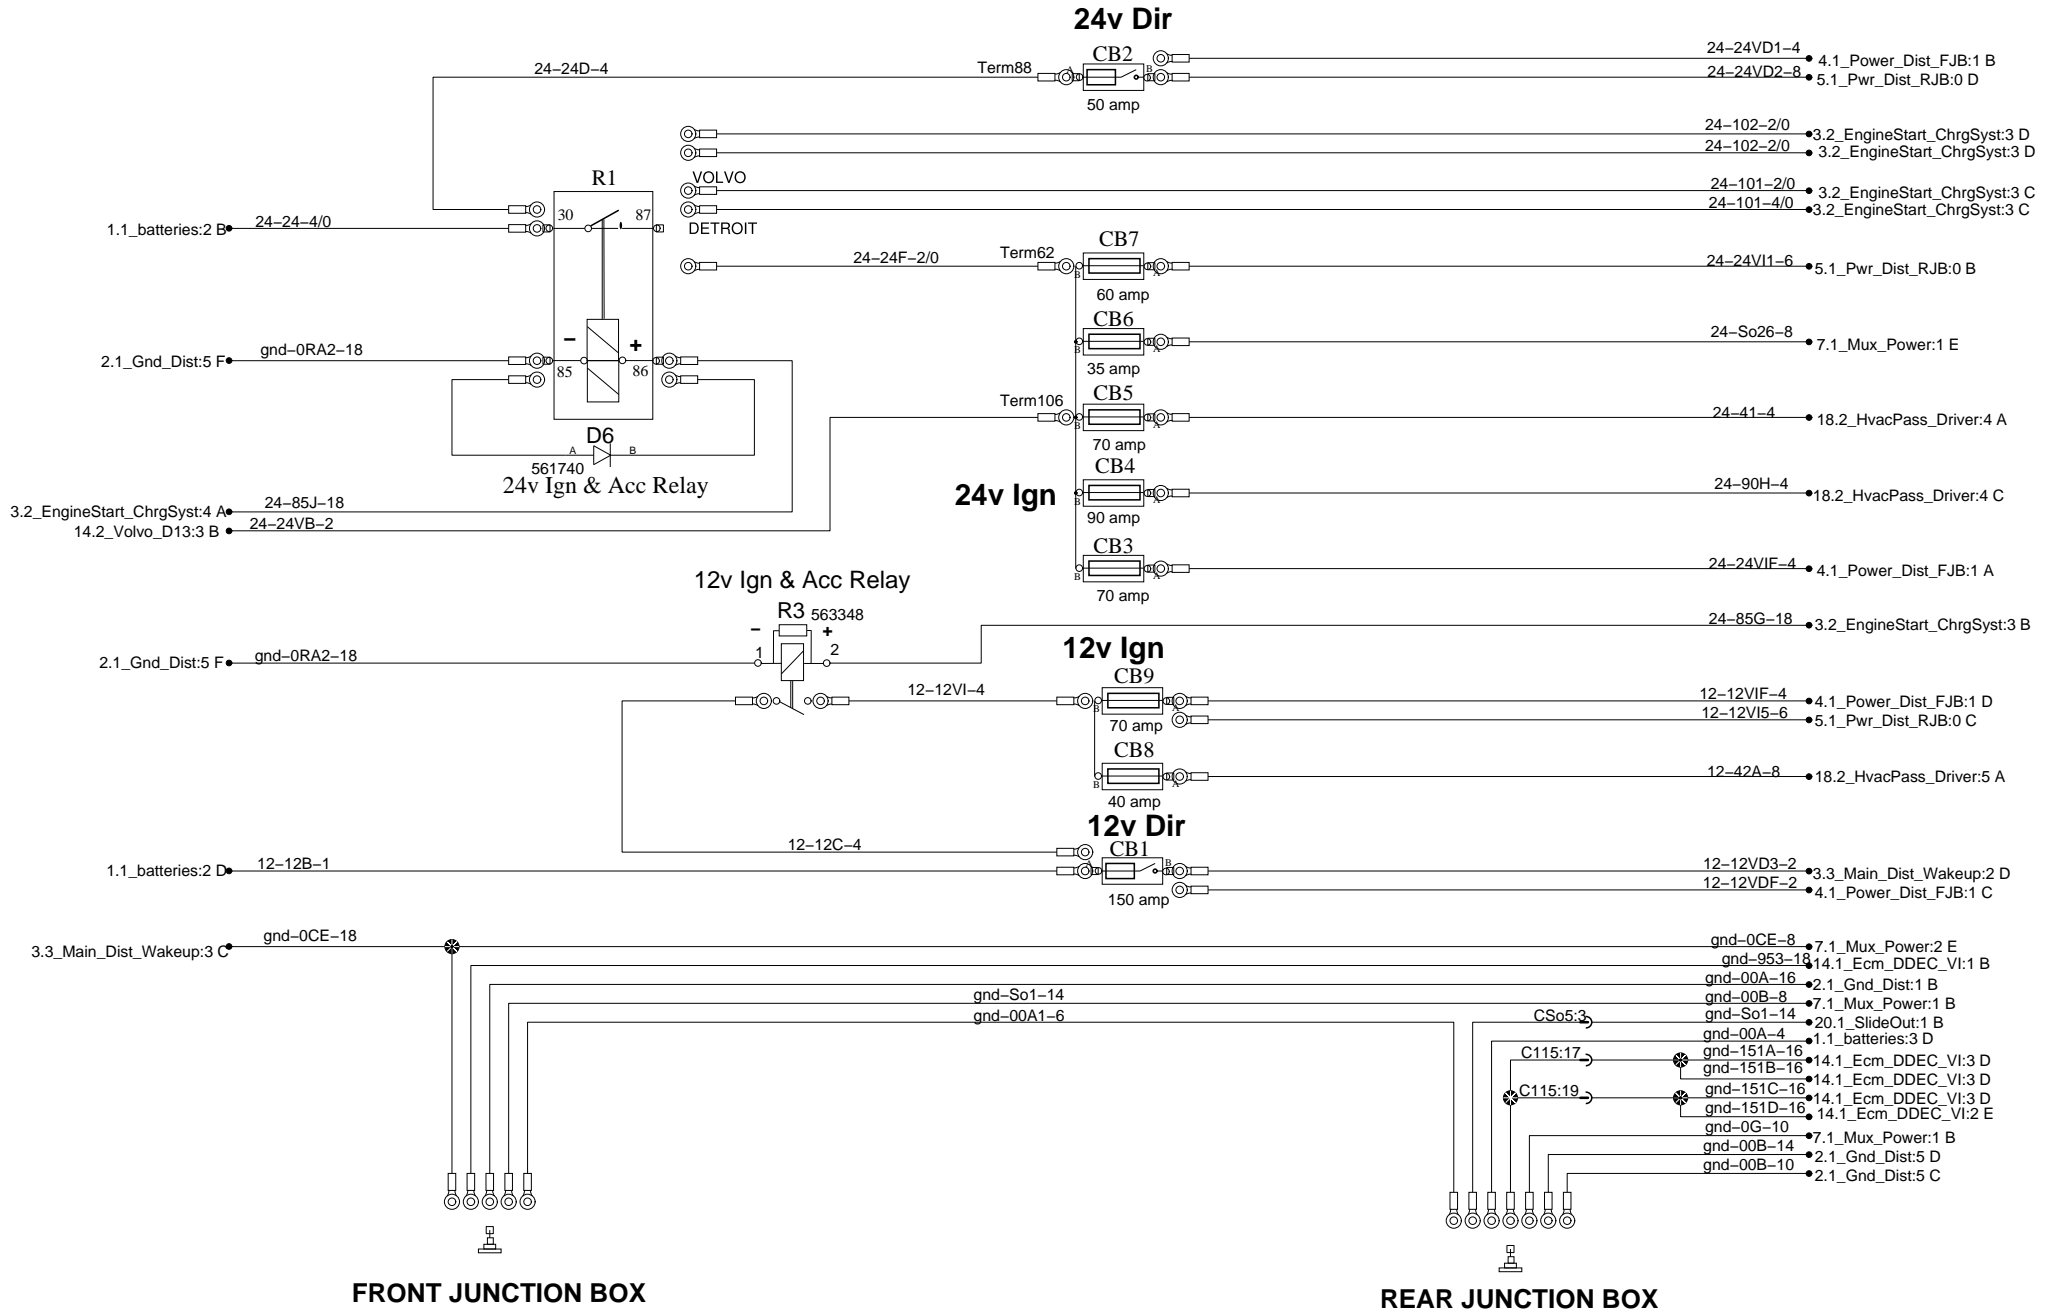 24v Dir
CB2
24-24VD1-4
4.1_Power_Dist_FJB:1 B
24-24D-4
Term88
A
B
24-24VD2-8
5.1_Pwr_Dist_RJB:0 D
50 amp
24-102-2/0
3.2_EngineStart_ChrgSyst:3 D
24-102-2/0
3.2_EngineStart_ChrgSyst:3 D
R1
VOLVO
24-101-2/0
3.2_EngineStart_ChrgSyst:3 C
24-101-4/0
3.2_EngineStart_ChrgSyst:3 C
30
87
1.1_batteries:2 B
24-24-4/0
DETROIT
CB7
24-24F-2/0
Term62
B
A
24-24VI1-6
5.1_Pwr_Dist_RJB:0 B
60 amp
CB6
B
A
24-So26-8
7.1_Mux_Power:1 E
35 amp
2.1_Gnd_Dist:5 F
gnd-0RA2-18
−
+
85
86
CB5
Term106
B
A
24-41-4
18.2_HvacPass_Driver:4 A
70 amp
D6
A
B
561740
24v Ign & Acc Relay
CB4
24v Ign
B
A
24-90H-4
18.2_HvacPass_Driver:4 C
90 amp
3.2_EngineStart_ChrgSyst:4 A
24-85J-18
14.2_Volvo_D13:3 B
24-24VB-2
CB3
B
A
24-24VIF-4
4.1_Power_Dist_FJB:1 A
70 amp
12v Ign & Acc Relay
R3
563348
−
+
24-85G-18
3.2_EngineStart_ChrgSyst:3 B
2.1_Gnd_Dist:5 F
gnd-0RA2-18
1
2
12v Ign
CB9
12-12VI-4
B
A
12-12VIF-4
4.1_Power_Dist_FJB:1 D
12-12VI5-6
5.1_Pwr_Dist_RJB:0 C
70 amp
CB8
B
A
12-42A-8
18.2_HvacPass_Driver:5 A
40 amp
12v Dir
12-12C-4
CB1
1.1_batteries:2 D
12-12B-1
A
B
12-12VD3-2
3.3_Main_Dist_Wakeup:2 D
12-12VDF-2
4.1_Power_Dist_FJB:1 C
150 amp
3.3_Main_Dist_Wakeup:3 C
gnd-0CE-18
gnd-0CE-8
7.1_Mux_Power:2 E
gnd-953-18
14.1_Ecm_DDEC_VI:1 B
gnd-00A-16
2.1_Gnd_Dist:1 B
gnd-So1-14
gnd-00B-8
7.1_Mux_Power:1 B
gnd-00A1-6
CSo5:3
gnd-So1-14
20.1_SlideOut:1 B
gnd-00A-4
1.1_batteries:3 D
C115:17
gnd-151A-16
14.1_Ecm_DDEC_VI:3 D
gnd-151B-16
14.1_Ecm_DDEC_VI:3 D
C115:19
gnd-151C-16
14.1_Ecm_DDEC_VI:3 D
gnd-151D-16
14.1_Ecm_DDEC_VI:2 E
gnd-0G-10
7.1_Mux_Power:1 B
gnd-00B-14
2.1_Gnd_Dist:5 D
gnd-00B-10
2.1_Gnd_Dist:5 C
FRONT JUNCTION BOX
REAR JUNCTION BOX